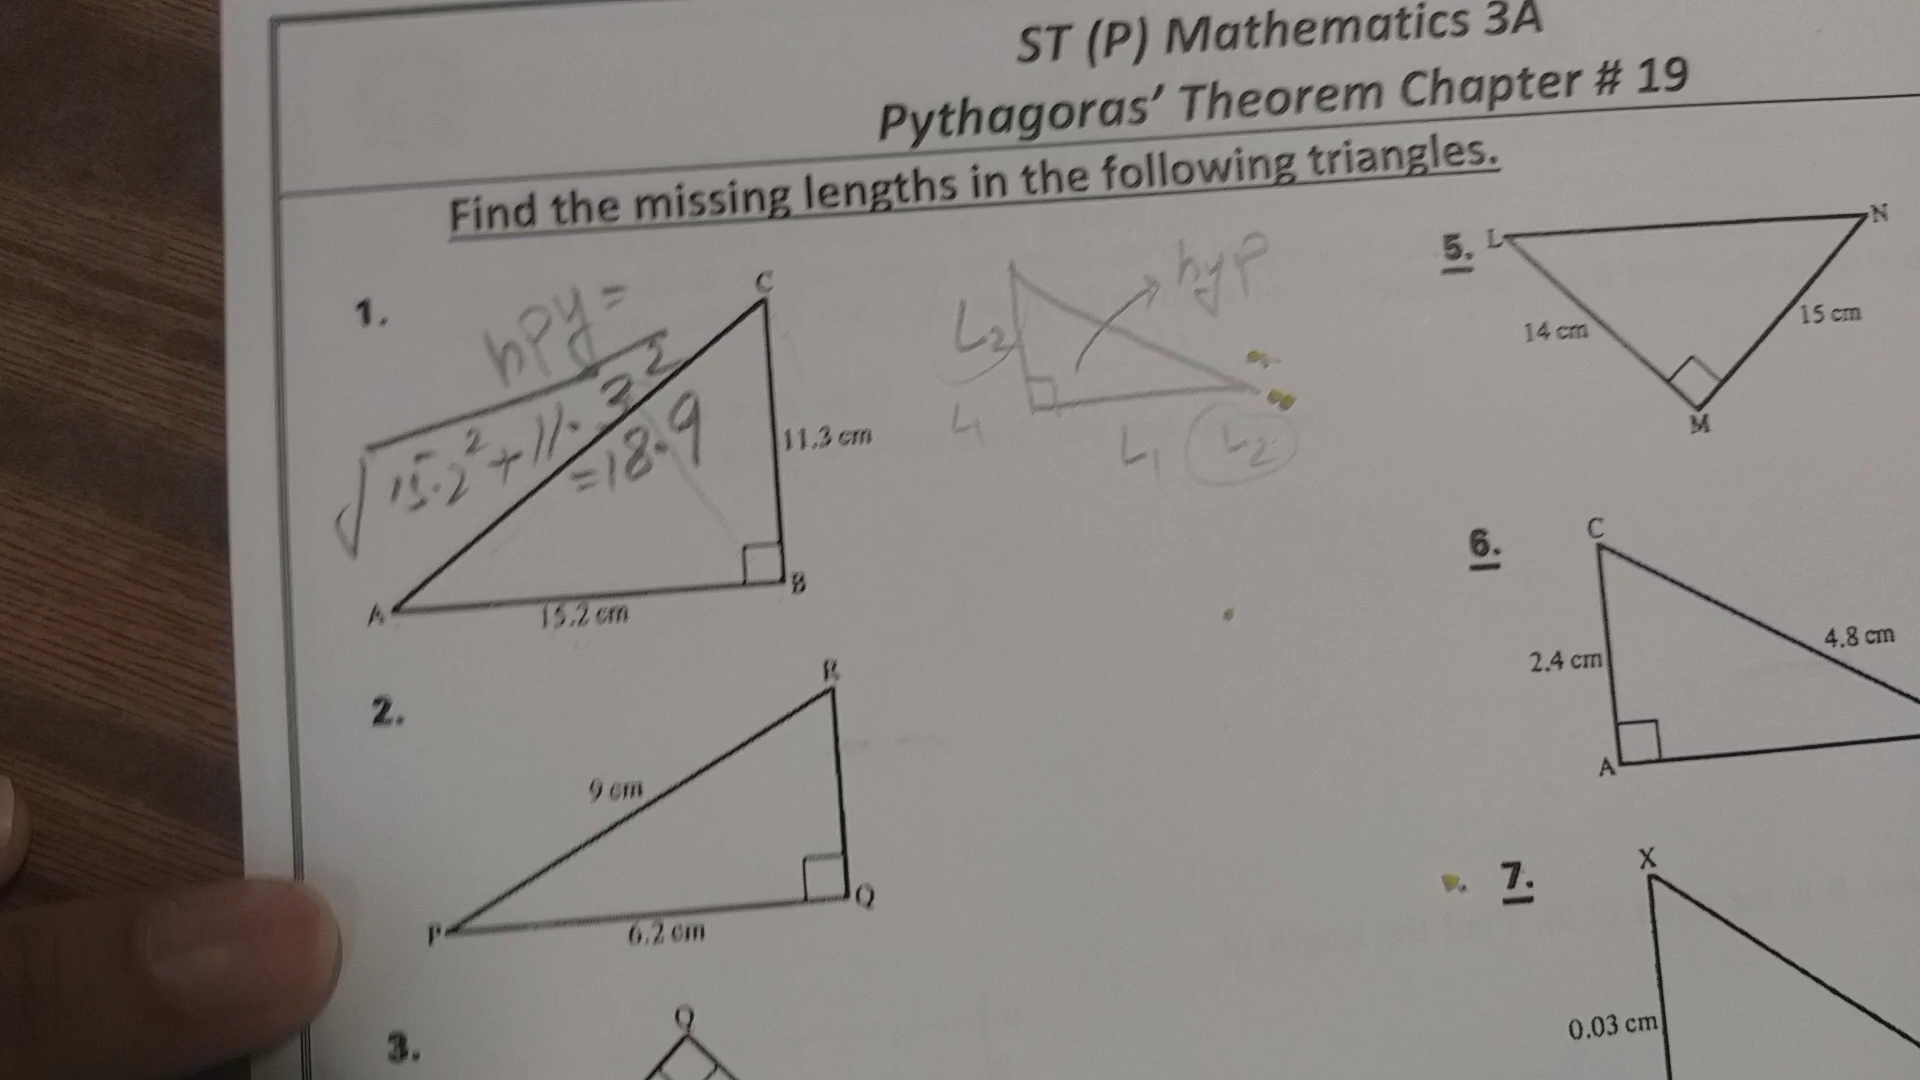 ST (P) Mathematics 3A
Pythagoras' Theorem Chapter # 19
Find the missing lengths in the following triangles.
1.
hPy =
√15.2² + 11.3²
= 18.9
C
11.3 cm
A
B
15.2 cm
L2
hyp
L1
L1
L2
2.
R
9 cm
P
Q
6.2 cm
3.
Q
5.
L
N
14 cm
15 cm
M
6.
C
2.4 cm
4.8 cm
A
7.
X
0.03 cm